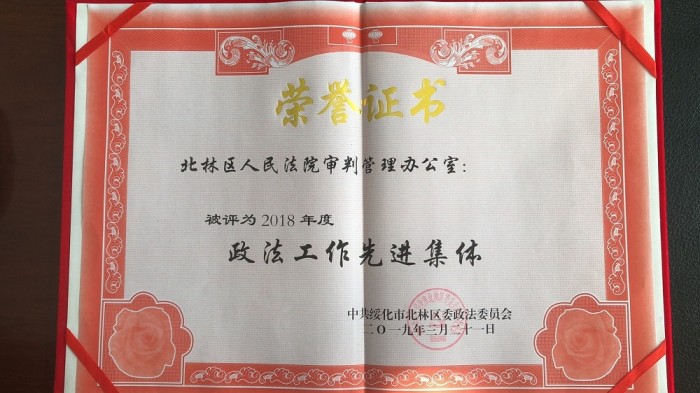 荣誉证书
北林区人民法院审判管理办公室：
被评为2018年度
政法工作先进集体
中共绥化市北林区委政法委员会
二〇一九年三月二十一日